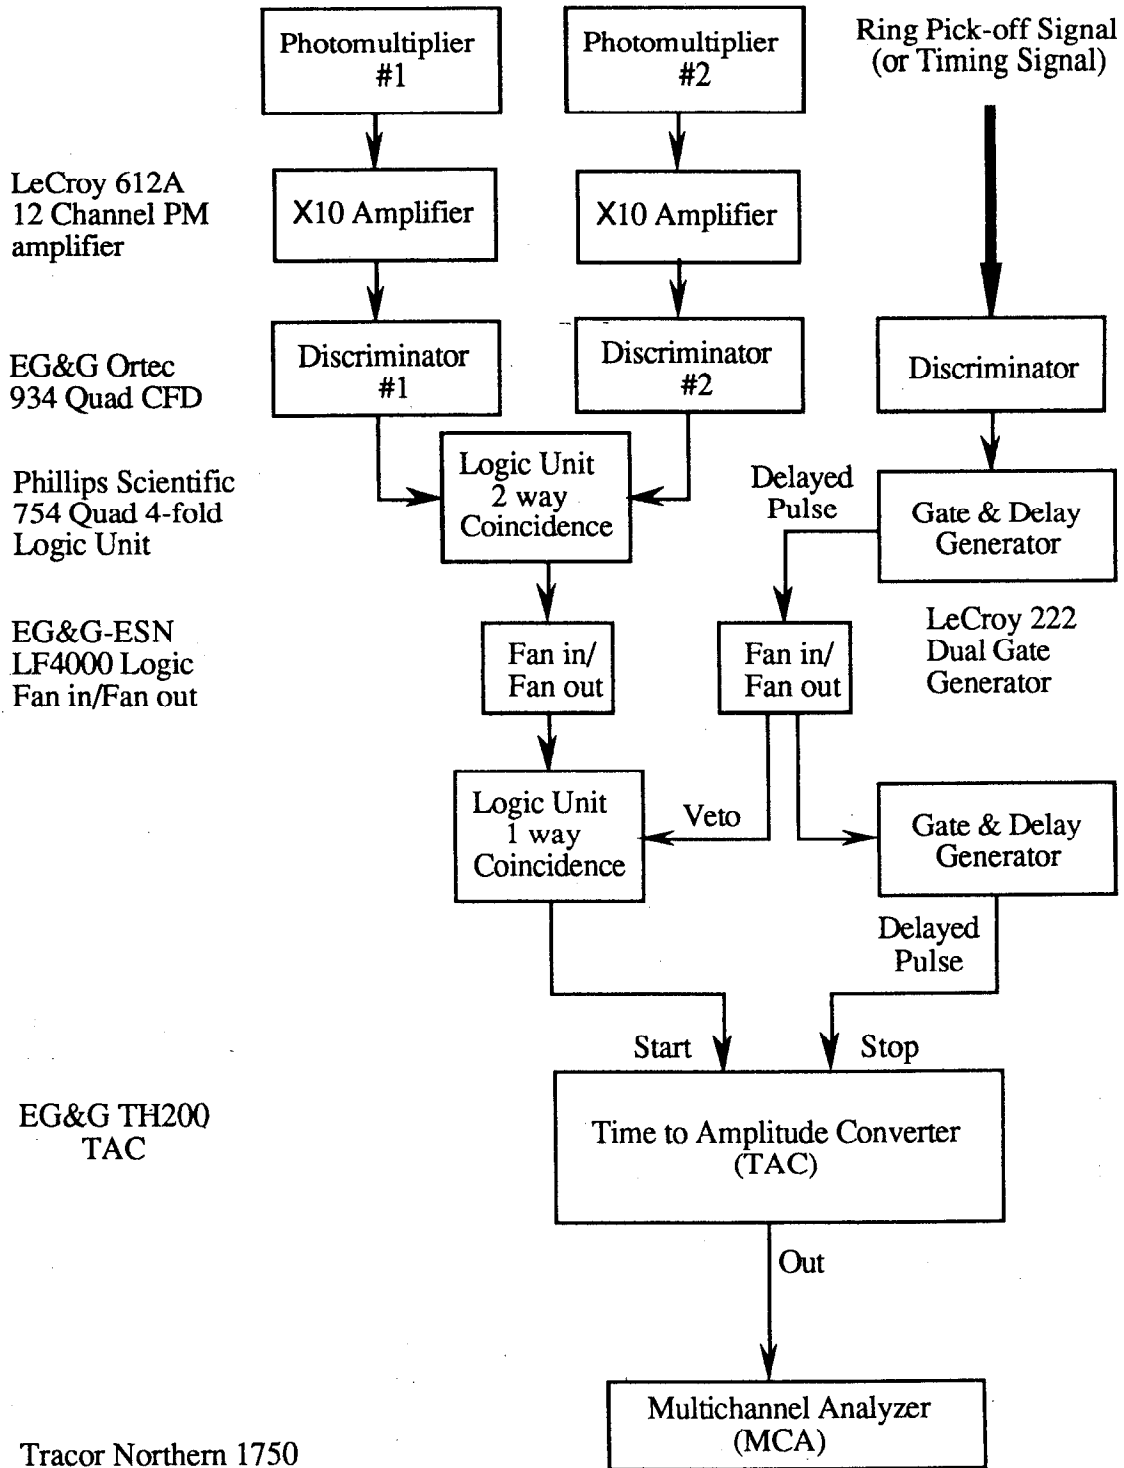 Photomultiplier
#1
Photomultiplier
#2
Ring Pick-off Signal
(or Timing Signal)
LeCroy 612A
12 Channel PM
amplifier
X10 Amplifier
X10 Amplifier
EG&G Ortec
934 Quad CFD
Discriminator
#1
Discriminator
#2
Discriminator
Phillips Scientific
754 Quad 4-fold
Logic Unit
Logic Unit
2 way
Coincidence
Delayed
Pulse
Gate & Delay
Generator
EG&G-ESN
LF4000 Logic
Fan in/Fan out
Fan in/
Fan out
Fan in/
Fan out
LeCroy 222
Dual Gate
Generator
Logic Unit
1 way
Coincidence
Veto
Gate & Delay
Generator
Delayed
Pulse
Start
Stop
EG&G TH200
TAC
Time to Amplitude Converter
(TAC)
Out
Multichannel Analyzer
(MCA)
Tracor Northern 1750